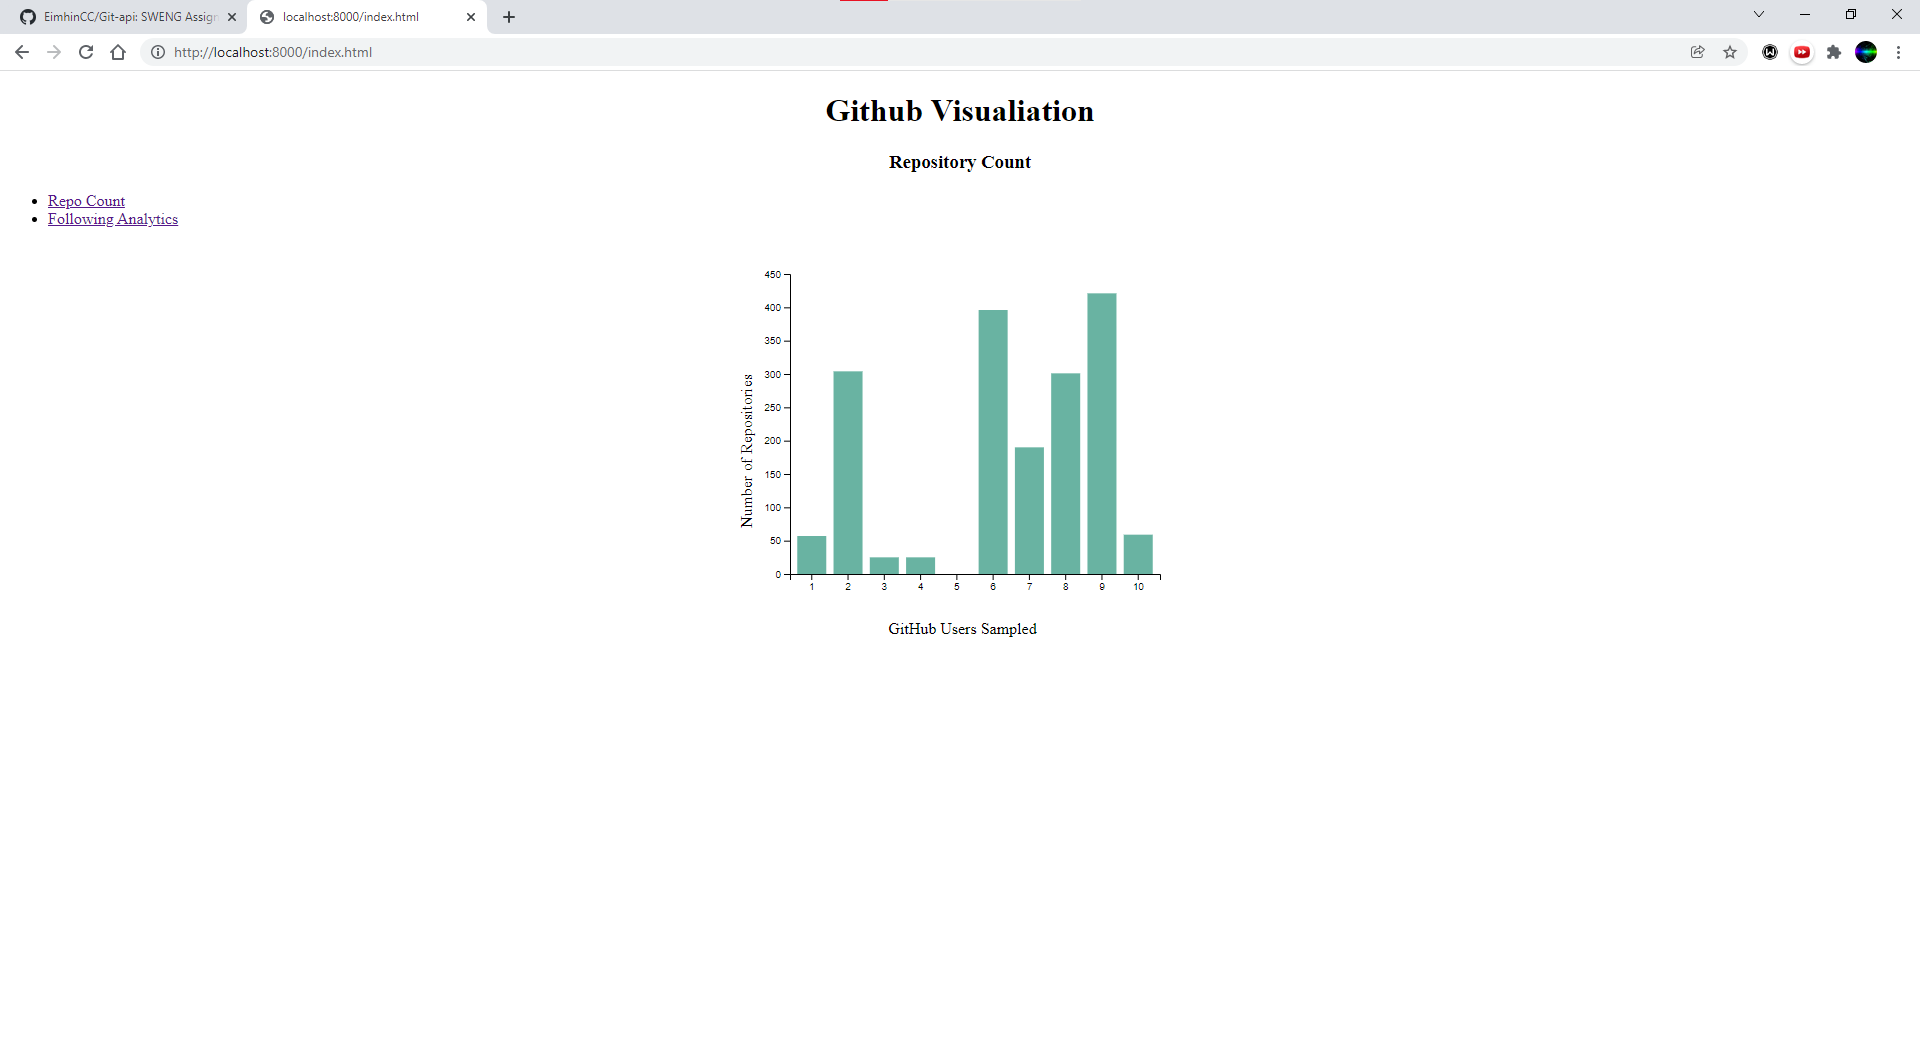 EimhinCC/Git-api: SWENG Assign
localhost:8000/index.html
http://localhost:8000/index.html
Github Visualiation
Repository Count
Repo Count
Following Analytics
450
400
350
300
250
200
150
100
50
0
Number of Repositories
1 2 3 4 5 6 7 8 9 10
GitHub Users Sampled